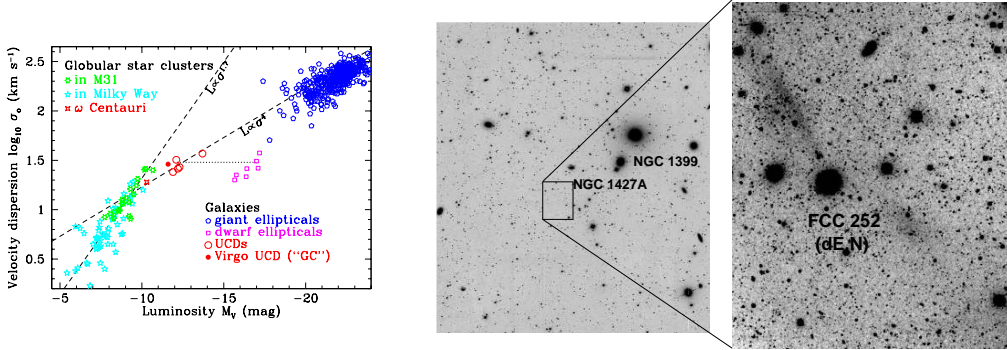 Velocity dispersion log₁₀ σ₀ (km s⁻¹)
2.5
2
1.5
1
0.5
Globular star clusters
in M31
in Milky Way
ω Centauri
L∝σ⁴
Galaxies
giant ellipticals
dwarf ellipticals
UCDs
Virgo UCD ("GC")
-5
-10
-15
-20
Luminosity Mᵥ (mag)
NGC 1399
NGC 1427A
FCC 252
(dE,N)